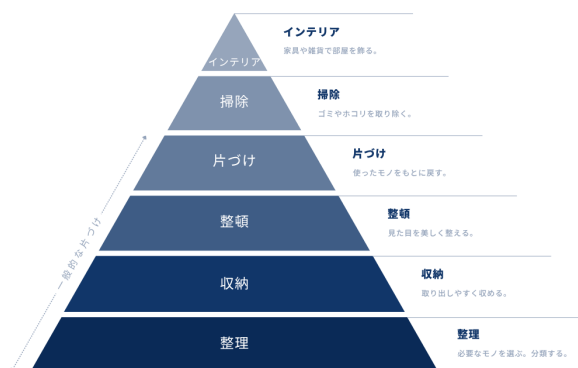 インテリア
インテリア
家具や雑貨で部屋を飾る。
掃除
掃除
ゴミやホコリを取り除く。
片づけ
片づけ
使ったモノをもとに戻す。
整頓
整頓
見た目を美しく整える。
収納
収納
取り出しやすく収める。
整理
整理
必要なモノを選ぶ。分類する。
一般的な片づけ